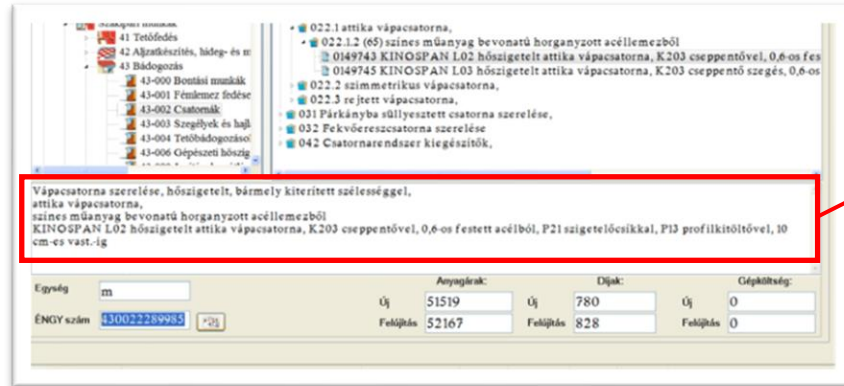 41 Tetőfedés
42 Aljzatkészítés, hideg- és m
43 Bádogozás
43-000 Bontási munkák
43-001 Fémlemez fedése
43-002 Csatornák
43-003 Szegélyek és hajl
43-004 Tetőbádogozáso
43-006 Gépészeti hőszig
022.1 attika vápacsatorna,
022.1.2 (65) színes műanyag bevonatú horganyzott acéllemezből
0149743 KINOSPAN L02 hőszigetelt attika vápacsatorna, K203 cseppentővel, 0,6-os fes
0149745 KINOSPAN L03 hőszigetelt attika vápacsatorna, K203 cseppentő szegés, 0,6-os
022.2 szimmetrikus vápacsatorna,
022.3 rejtett vápacsatorna,
031 Párkányba süllyesztett csatorna szerelése,
032 Fekvőereszcsatorna szerelése
042 Csatornarendszer kiegészítők,
Vápacsatorna szerelése, hőszigetelt, bármely kiterített szélességgel,
attika vápacsatorna,
színes műanyag bevonatú horganyzott acéllemezből
KINOSPAN L02 hőszigetelt attika vápacsatorna, K203 cseppentővel, 0,6-os festett acélból, P21 szigetelőcsíkkal, P13 profilkitöltővel, 10
cm-es vast.-ig
Egység m
Anyagárak: Díjak: Gépköltség:
Új 51519 Új 780 Új 0
ÉNGY szám 430022289985 Felújítás 52167 Felújítás 828 Felújítás 0